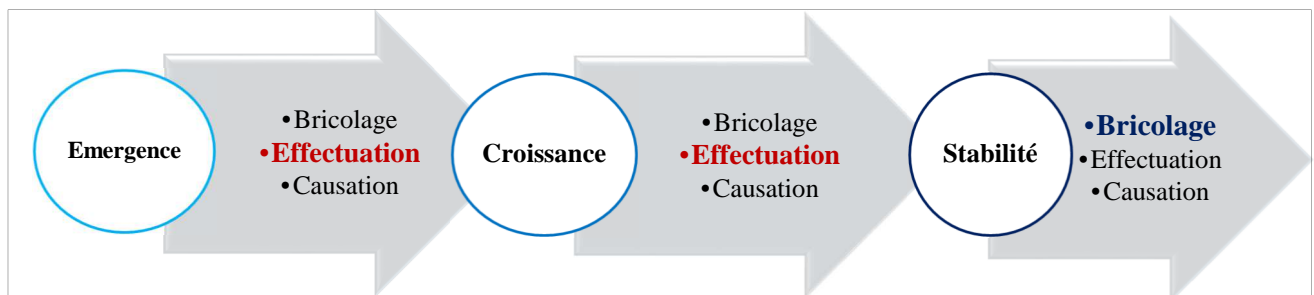 Emergence
•Bricolage
•Effectuation
•Causation
Croissance
•Bricolage
•Effectuation
•Causation
Stabilité
•Bricolage
•Effectuation
•Causation